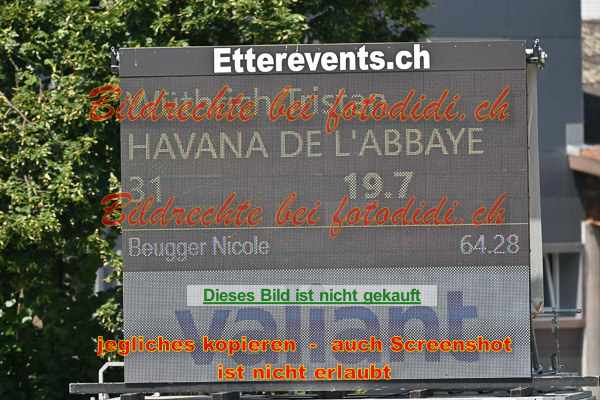 Etterevents.ch
Tristan
Bildrechte bei fotodidi.ch
HAVANA DE L'ABBAYE
31 19.7
Bildrechte bei fotodidi.ch
Beugger Nicole 64.28
Dieses Bild ist nicht gekauft
valiant
jegliches kopieren - auch Screenshot
ist nicht erlaubt